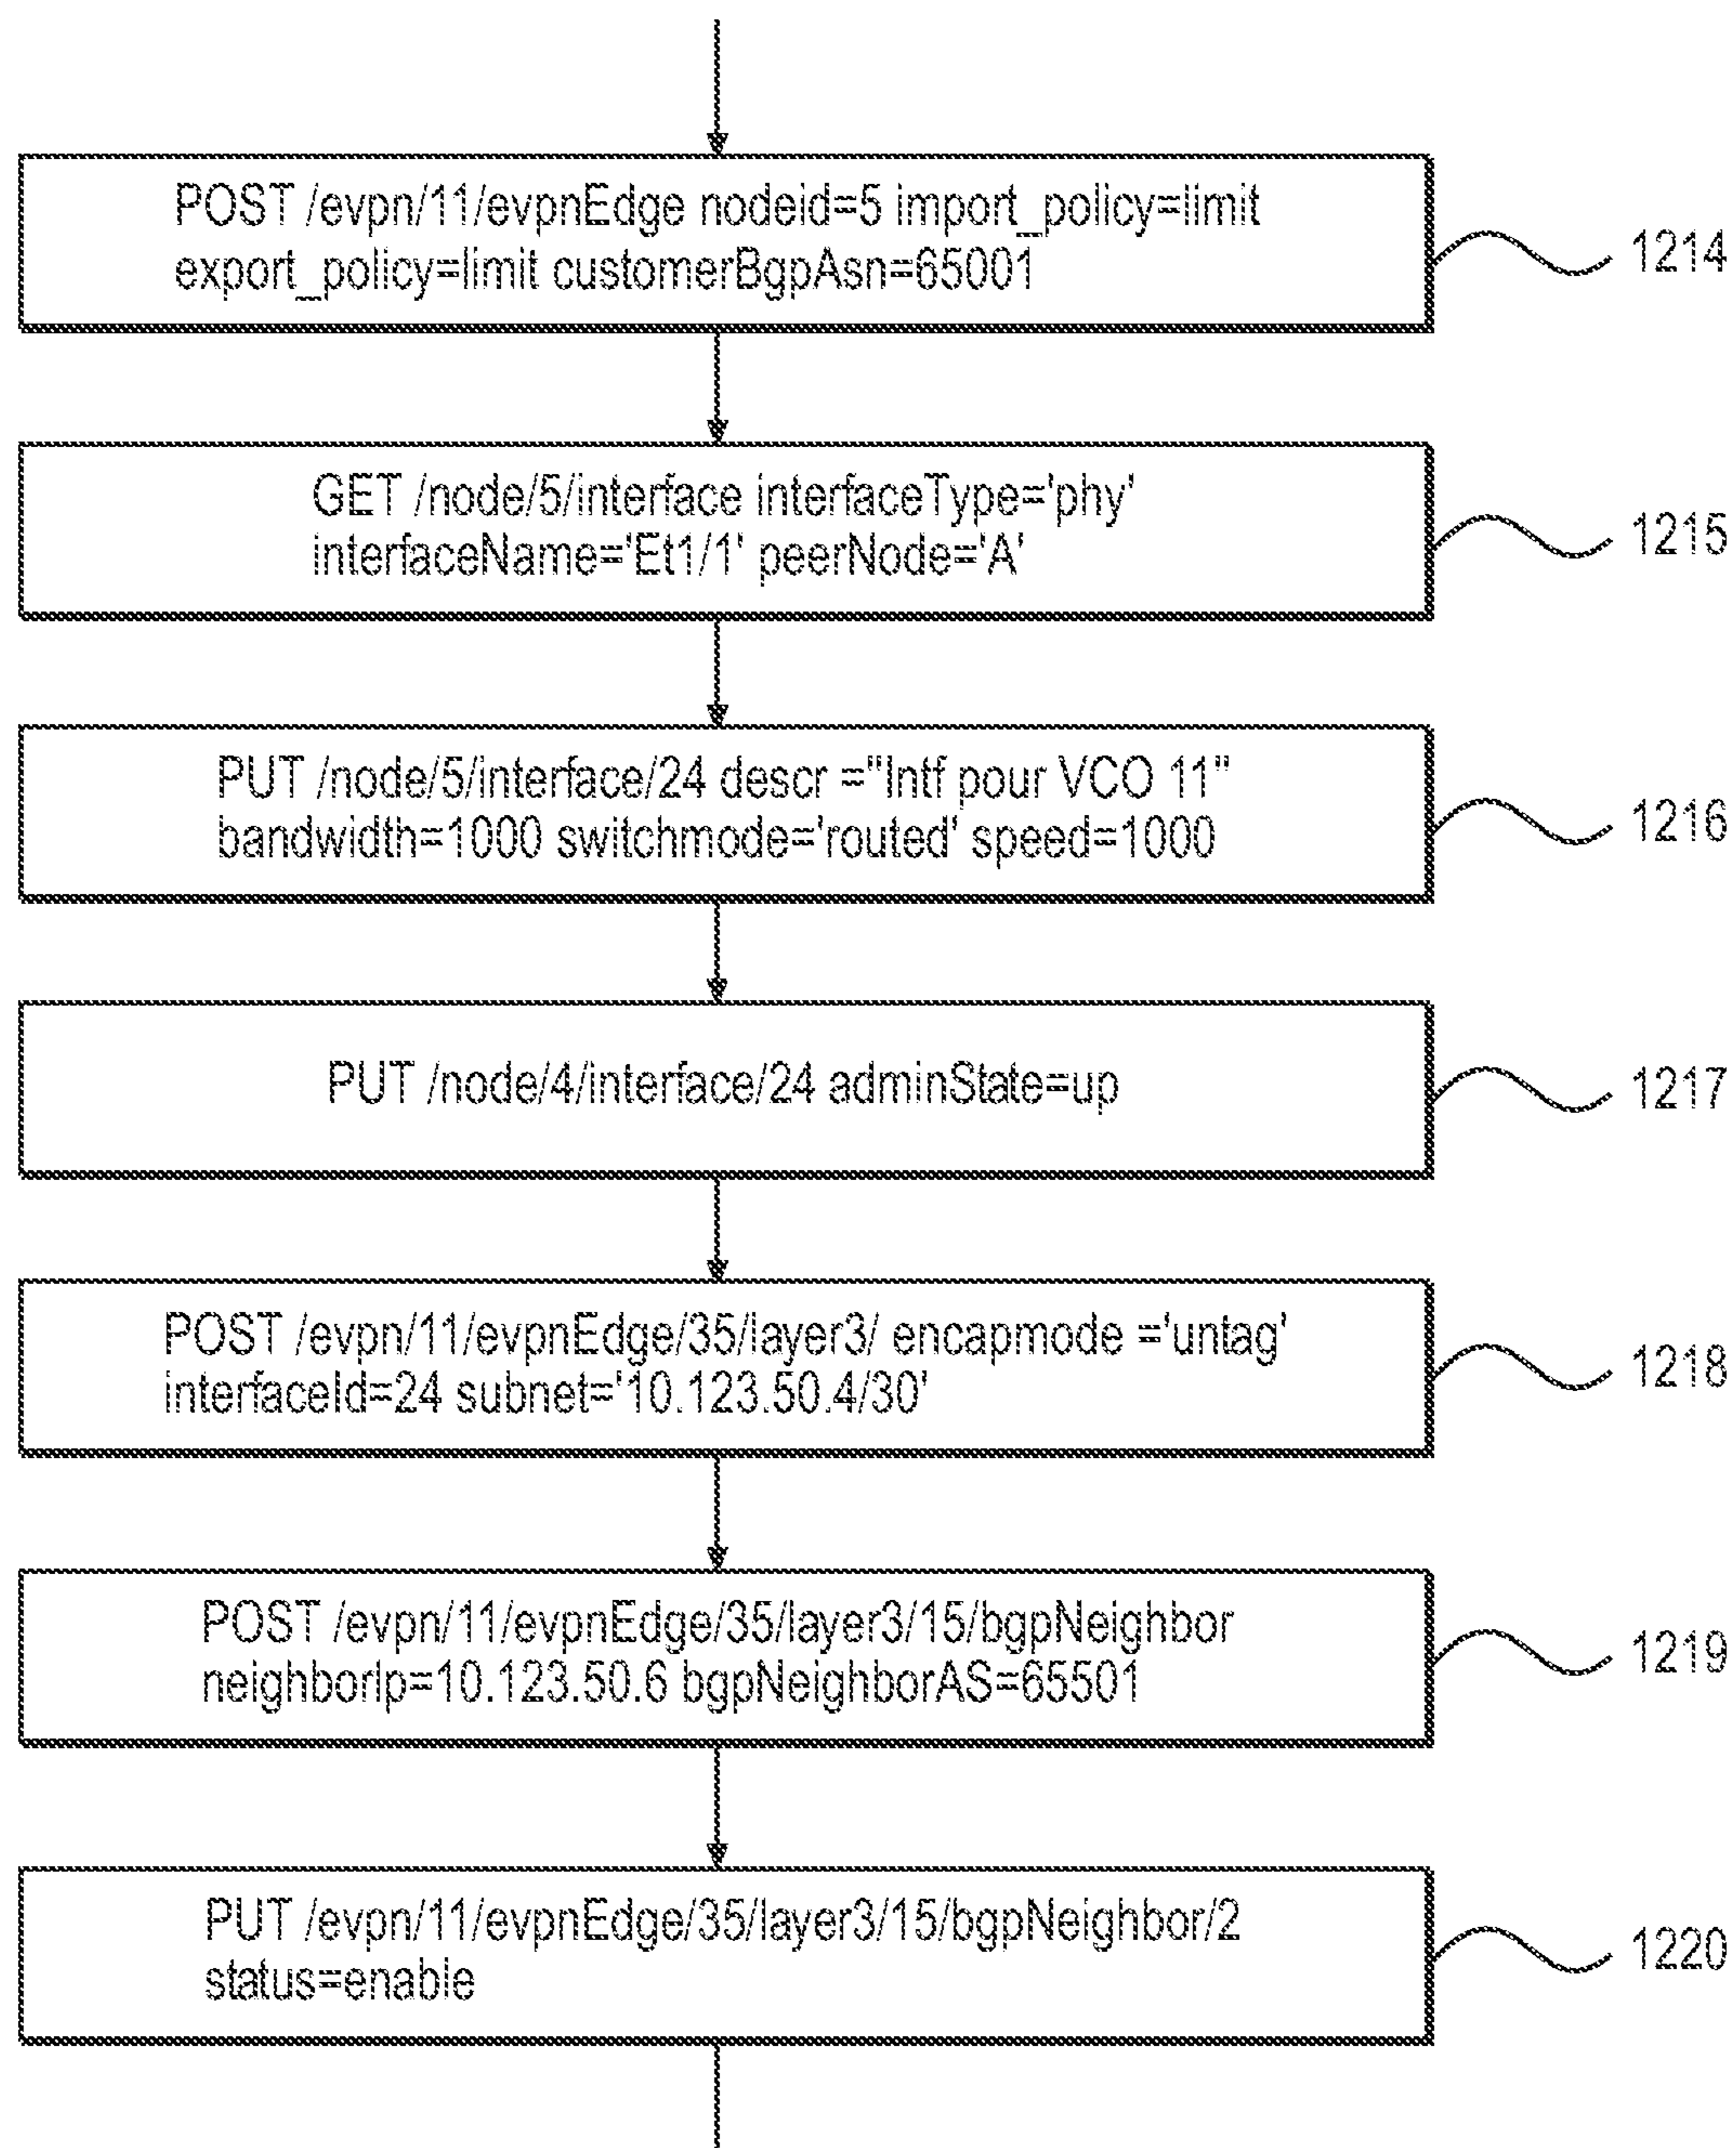 POST /evpn/11/evpnEdge nodeid=5 import_policy=limit
export_policy=limit customerBgpAsn=65001
1214
GET /node/5/interface interfaceType='phy'
interfaceName='Et1/1' peerNode='A'
1215
PUT /node/5/interface/24 descr ="Intf pour VCO 11"
bandwidth=1000 switchmode='routed' speed=1000
1216
PUT /node/4/interface/24 adminState=up
1217
POST /evpn/11/evpnEdge/35/layer3/ encapmode ='untag'
interfaceId=24 subnet='10.123.50.4/30'
1218
POST /evpn/11/evpnEdge/35/layer3/15/bgpNeighbor
neighborIp=10.123.50.6 bgpNeighborAS=65501
1219
PUT /evpn/11/evpnEdge/35/layer3/15/bgpNeighbor/2
status=enable
1220